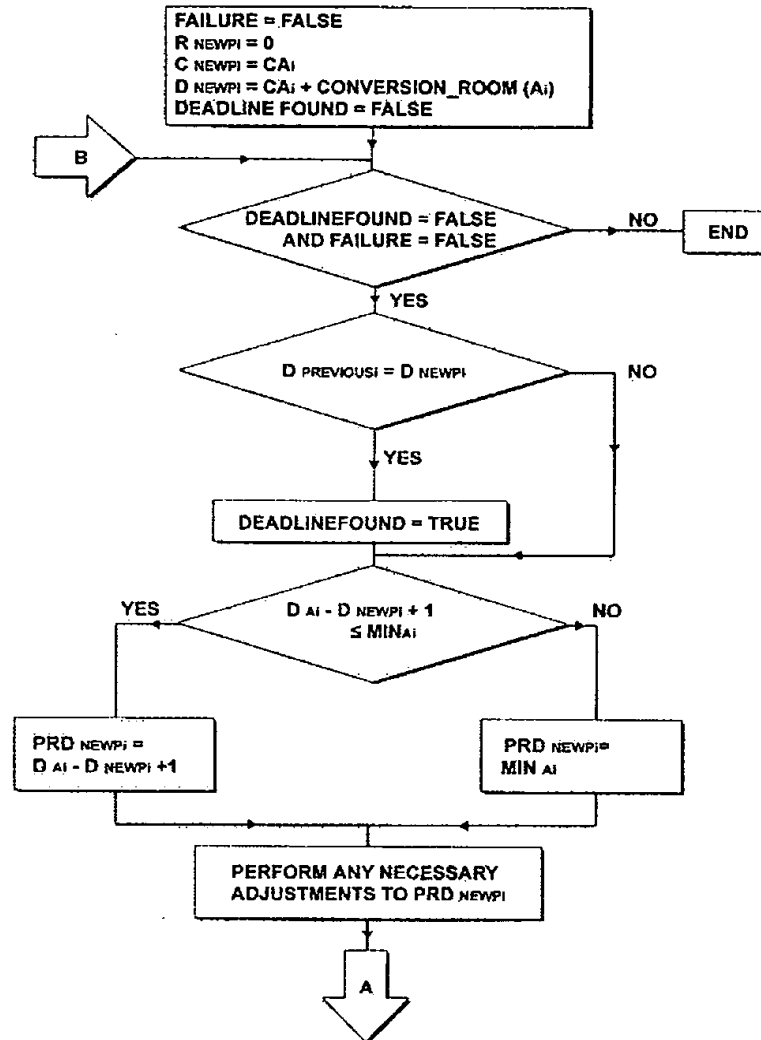 FAILURE = FALSE
R NEWPi = 0
C NEWPi = CAi
D NEWPi = CAi + CONVERSION_ROOM (Ai)
DEADLINE FOUND = FALSE
B
DEADLINEFOUND = FALSE
AND FAILURE = FALSE
NO
END
YES
D PREVIOUSi = D NEWPi
NO
YES
DEADLINEFOUND = TRUE
YES
D Ai - D NEWPi + 1
≤ MINAi
NO
PRD NEWPi =
D Ai - D NEWPi +1
PRD NEWPi=
MIN Ai
PERFORM ANY NECESSARY
ADJUSTMENTS TO PRD NEWPi
A